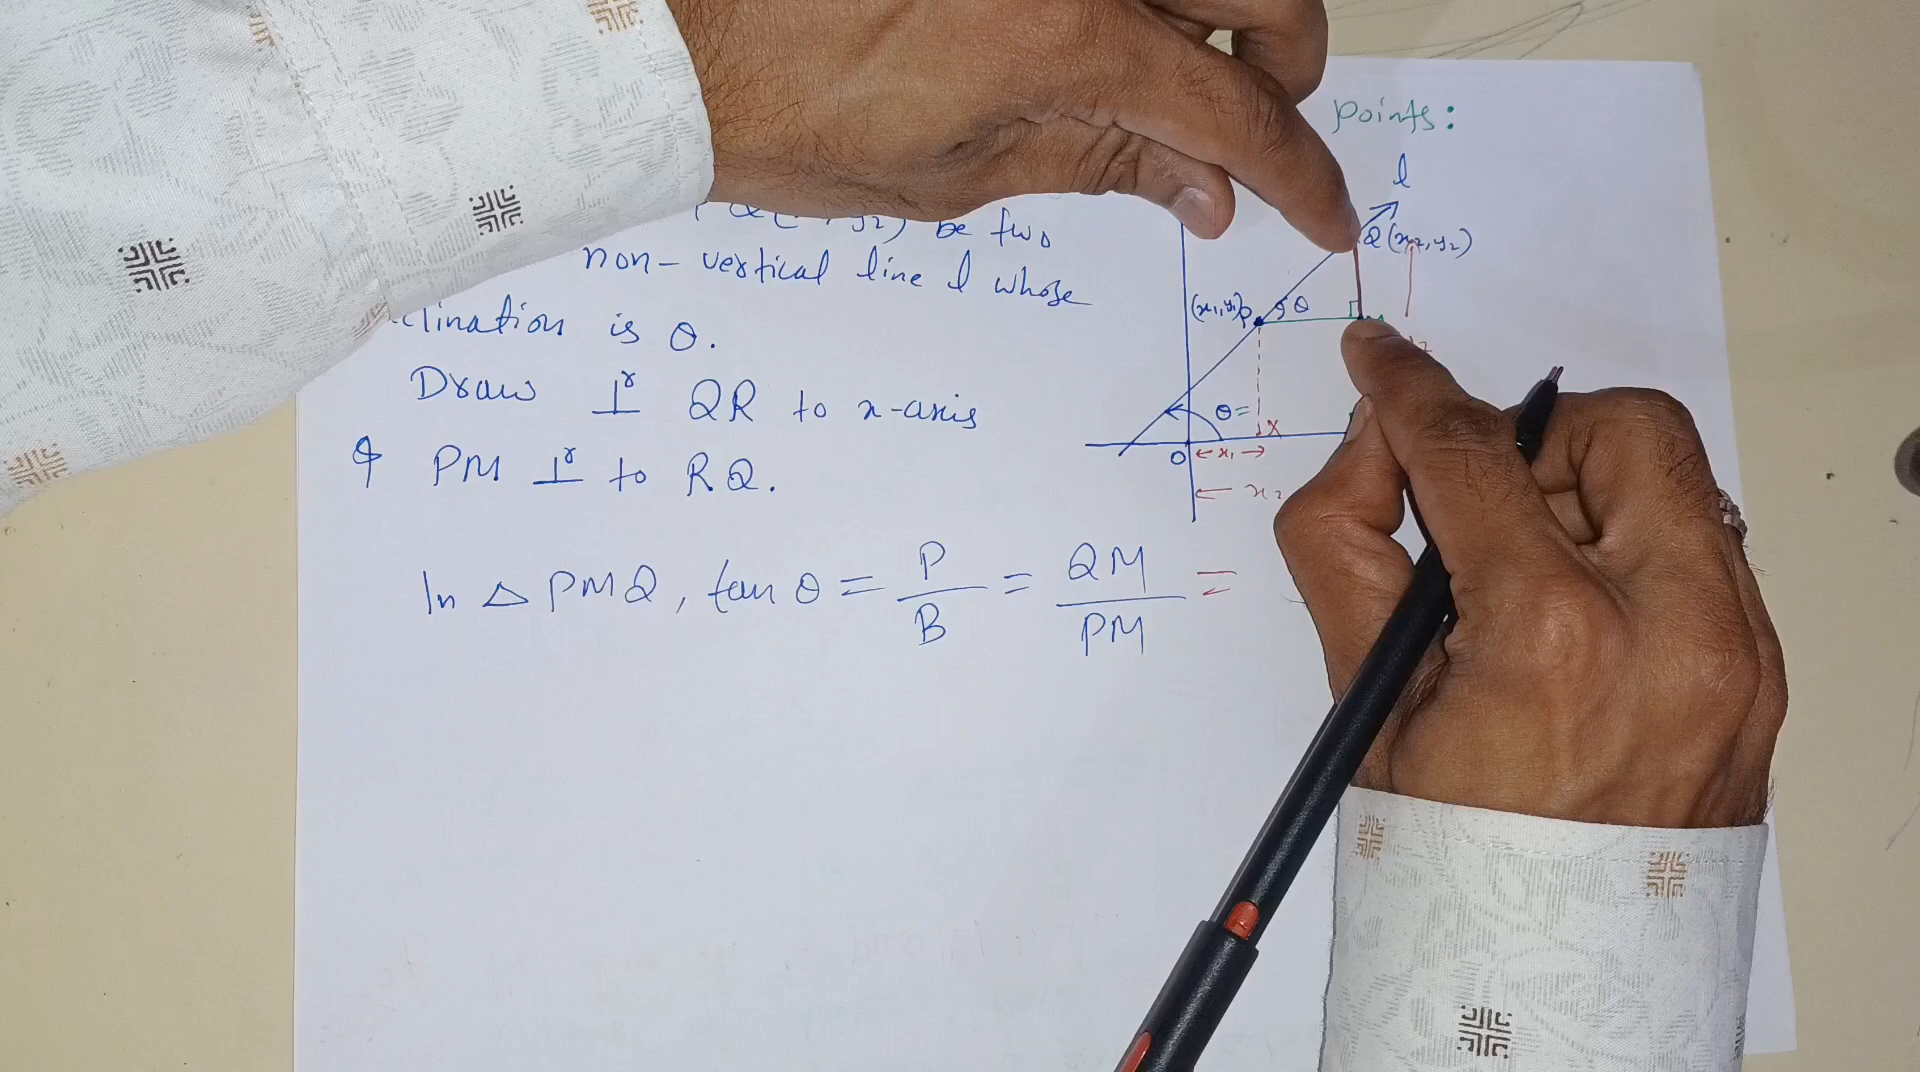 points:
l
Q (x2, y2)
be two
non-vertical line l whose
(x1, y1) P
θ
clination is θ.
Draw ⊥r QR to x-axis
θ =
X
O
← x1 →
← x2
& PM ⊥r to RQ.
In △ PMQ, tan θ = P/B = QM/PM =